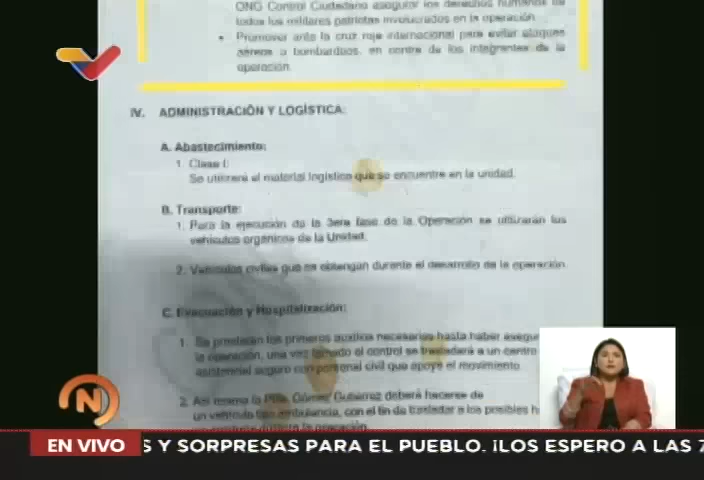 ONG Control Ciudadano asegurar los derechos humanos de
todos los militares patriotas involucrados en la operación.
• Promover ante la cruz roja internacional para evitar ataques
aéreos o bombardeos, en contra de los integrantes de la
operación.
IV. ADMINISTRACIÓN Y LOGÍSTICA:
A. Abastecimiento:
1. Clase I:
Se utilizará el material logístico que se encuentre en la unidad.
B. Transporte:
1. Para la ejecución de la 3era fase de la Operación se utilizarán los
vehículos orgánicos de la Unidad.
2. Vehículos civiles que se obtengan durante el desarrollo de la operación.
C. Evacuación y Hospitalización:
1. Se prestarán los primeros auxilios necesarios hasta haber asegur
la operación, una vez tomado el control se trasladará a un centro
asistencial seguro con personal civil que apoye el movimiento.
2. Así mismo la Gómez Gutiérrez deberá hacerse de
un vehículo tipo ambulancia, con el fin de trasladar a los posibles h
N
EN VIVO
S Y SORPRESAS PARA EL PUEBLO. ¡LOS ESPERO A LAS 7